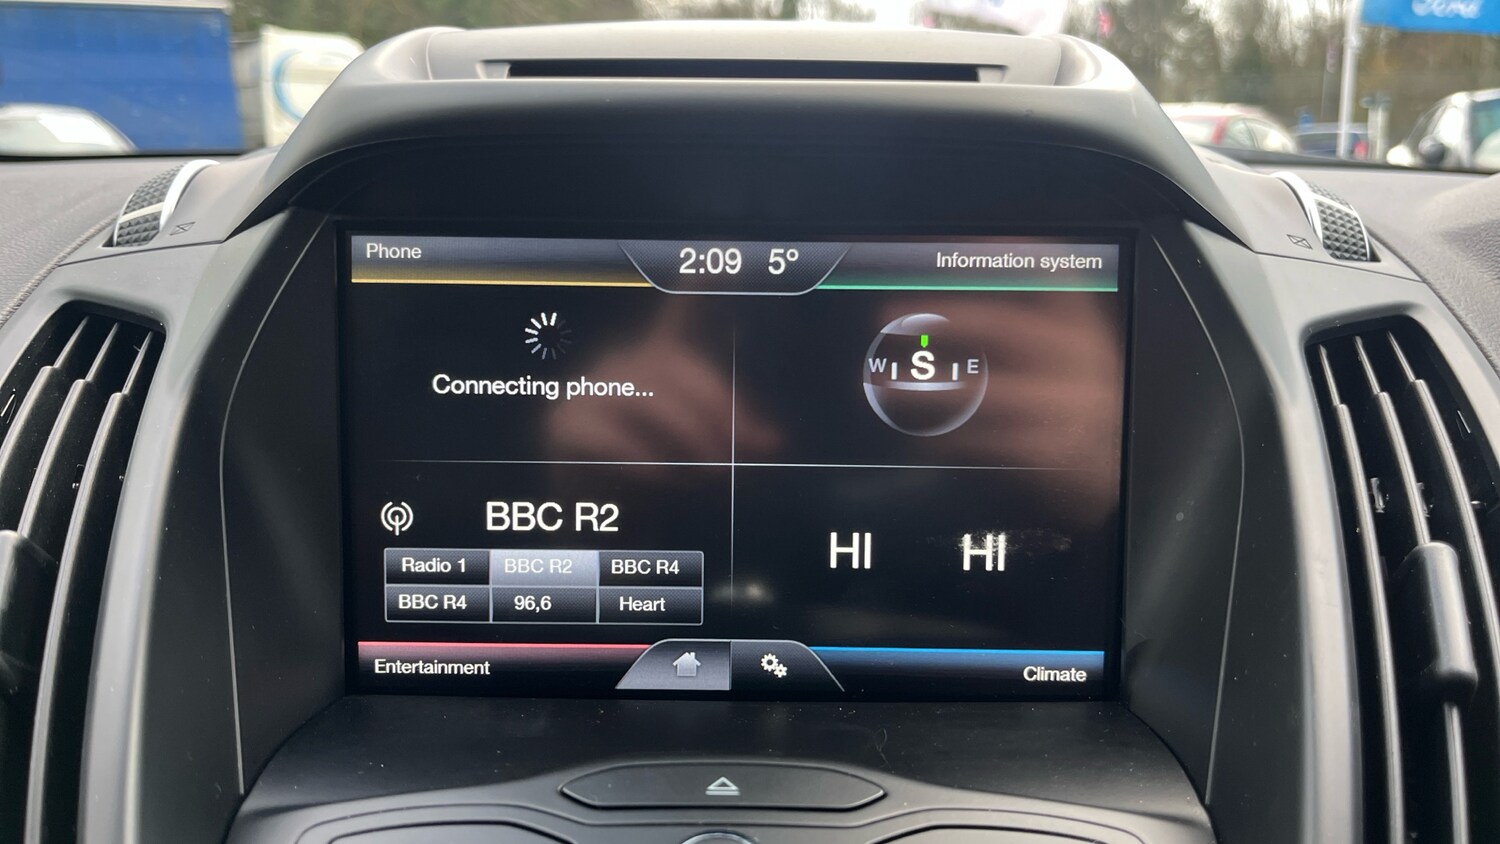 Ford
Phone
2:09 5°
Information system
Connecting phone...
W S E
BBC R2
Radio 1 BBC R2 BBC R4
BBC R4 96,6 Heart
HI HI
Entertainment
Climate